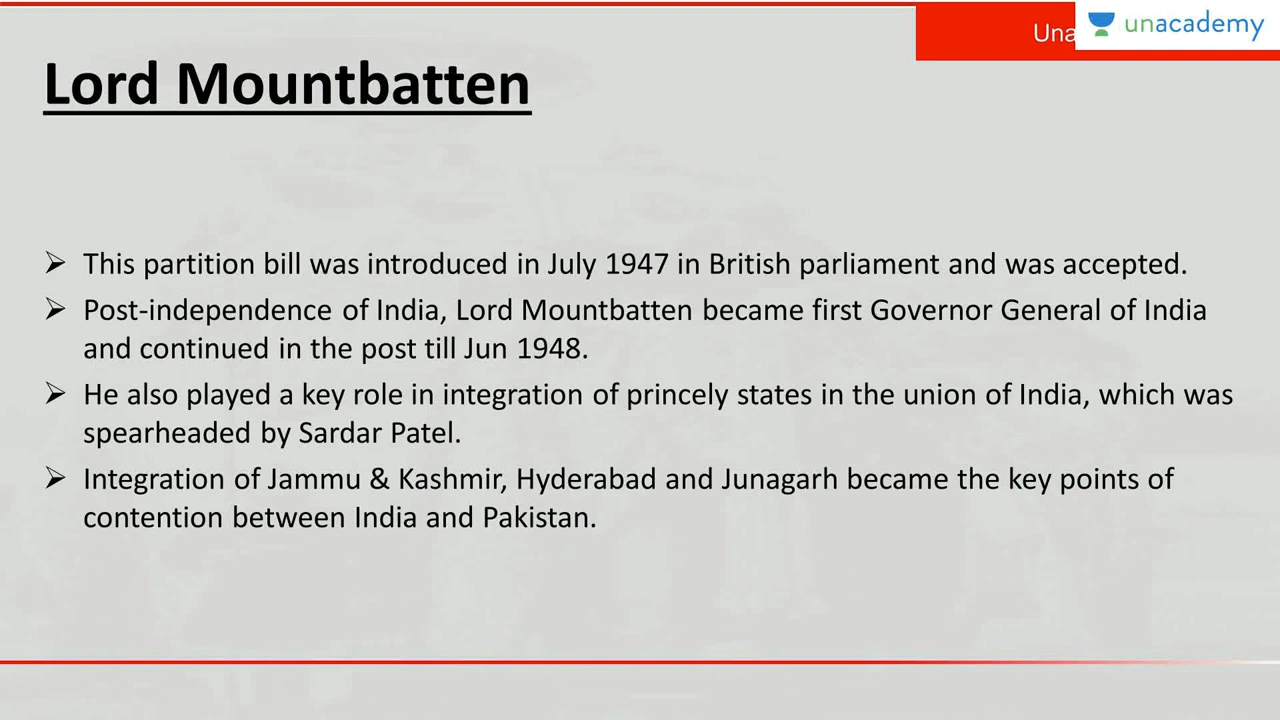 Una
unacademy
Lord Mountbatten
➢ This partition bill was introduced in July 1947 in British parliament and was accepted.
➢ Post-independence of India, Lord Mountbatten became first Governor General of India
and continued in the post till Jun 1948.
➢ He also played a key role in integration of princely states in the union of India, which was
spearheaded by Sardar Patel.
➢ Integration of Jammu & Kashmir, Hyderabad and Junagarh became the key points of
contention between India and Pakistan.